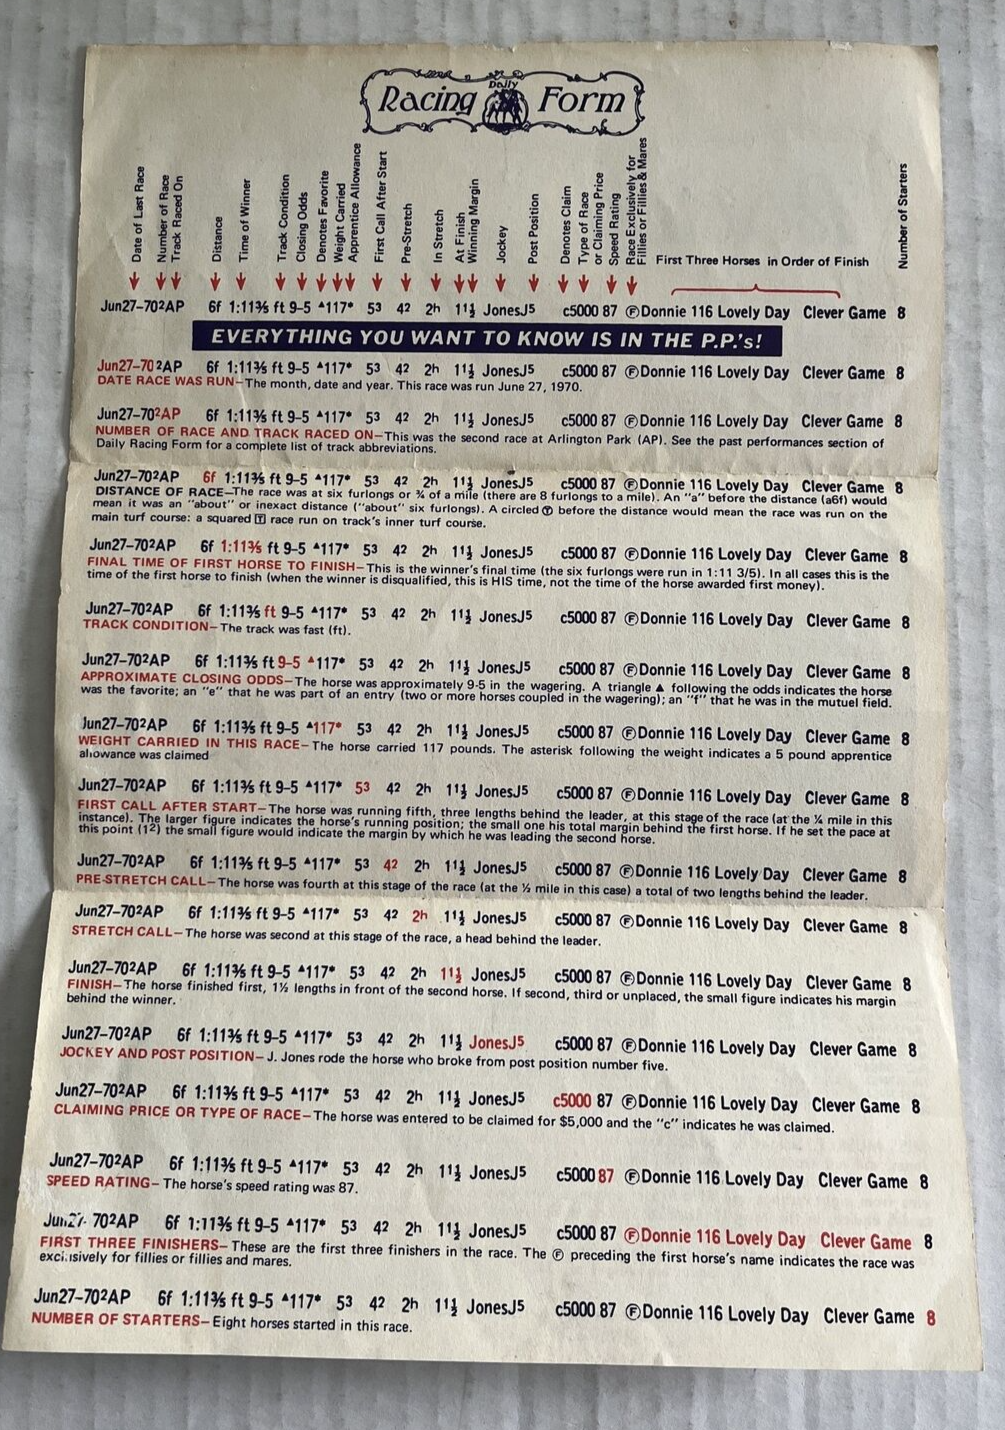 Racing Daily Form
Date of Last Race
Number of Race
Track Raced On
Distance
Time of Winner
Track Condition
Closing Odds
Denotes Favorite
Weight Carried
Apprentice Allowance
First Call After Start
Pre-Stretch
In Stretch
At Finish
Winning Margin
Jockey
Post Position
Denotes Claim
Type of Race
or Claiming Price
Speed Rating
Race Exclusively for
Fillies or Fillies & Mares
First Three Horses in Order of Finish
Number of Starters
Jun27–70²AP 6f 1:11⅗ ft 9–5 ▲117* 5³ 4² 2h 11½ JonesJ5 c5000 87 ⒻDonnie 116 Lovely Day Clever Game 8
EVERYTHING YOU WANT TO KNOW IS IN THE P.P.'s!
Jun27–70²AP 6f 1:11⅗ ft 9–5 ▲117* 5³ 4² 2h 11½ JonesJ5 c5000 87 ⒻDonnie 116 Lovely Day Clever Game 8
DATE RACE WAS RUN—The month, date and year. This race was run June 27, 1970.
Jun27–70²AP 6f 1:11⅗ ft 9–5 ▲117* 5³ 4² 2h 11½ JonesJ5 c5000 87 ⒻDonnie 116 Lovely Day Clever Game 8
NUMBER OF RACE AND TRACK RACED ON—This was the second race at Arlington Park (AP). See the past performances section of
Daily Racing Form for a complete list of track abbreviations.
Jun27–70²AP 6f 1:11⅗ ft 9–5 ▲117* 5³ 4² 2h 11½ JonesJ5 c5000 87 ⒻDonnie 116 Lovely Day Clever Game 8
DISTANCE OF RACE—The race was at six furlongs or ¾ of a mile (there are 8 furlongs to a mile). An "a" before the distance (a6f) would
mean it was an "about" or inexact distance ("about" six furlongs). A circled Ⓣ before the distance would mean the race was run on the
main turf course: a squared 🅃 race run on track's inner turf course.
Jun27–70²AP 6f 1:11⅗ ft 9–5 ▲117* 5³ 4² 2h 11½ JonesJ5 c5000 87 ⒻDonnie 116 Lovely Day Clever Game 8
FINAL TIME OF FIRST HORSE TO FINISH—This is the winner's final time (the six furlongs were run in 1:11 3/5). In all cases this is the
time of the first horse to finish (when the winner is disqualified, this is HIS time, not the time of the horse awarded first money).
Jun27–70²AP 6f 1:11⅗ ft 9–5 ▲117* 5³ 4² 2h 11½ JonesJ5 c5000 87 ⒻDonnie 116 Lovely Day Clever Game 8
TRACK CONDITION—The track was fast (ft).
Jun27–70²AP 6f 1:11⅗ ft 9–5 ▲117* 5³ 4² 2h 11½ JonesJ5 c5000 87 ⒻDonnie 116 Lovely Day Clever Game 8
APPROXIMATE CLOSING ODDS—The horse was approximately 9-5 in the wagering. A triangle ▲ following the odds indicates the horse
was the favorite; an "e" that he was part of an entry (two or more horses coupled in the wagering); an "f" that he was in the mutuel field.
Jun27–70²AP 6f 1:11⅗ ft 9–5 ▲117* 5³ 4² 2h 11½ JonesJ5 c5000 87 ⒻDonnie 116 Lovely Day Clever Game 8
WEIGHT CARRIED IN THIS RACE—The horse carried 117 pounds. The asterisk following the weight indicates a 5 pound apprentice
allowance was claimed
Jun27–70²AP 6f 1:11⅗ ft 9–5 ▲117* 5³ 4² 2h 11½ JonesJ5 c5000 87 ⒻDonnie 116 Lovely Day Clever Game 8
FIRST CALL AFTER START—The horse was running fifth, three lengths behind the leader, at this stage of the race (at the ¼ mile in this
instance). The larger figure indicates the horse's running position; the small one his total margin behind the first horse. If he set the pace at
this point (1²) the small figure would indicate the margin by which he was leading the second horse.
Jun27–70²AP 6f 1:11⅗ ft 9–5 ▲117* 5³ 4² 2h 11½ JonesJ5 c5000 87 ⒻDonnie 116 Lovely Day Clever Game 8
PRE-STRETCH CALL—The horse was fourth at this stage of the race (at the ½ mile in this case) a total of two lengths behind the leader.
Jun27–70²AP 6f 1:11⅗ ft 9–5 ▲117* 5³ 4² 2h 11½ JonesJ5 c5000 87 ⒻDonnie 116 Lovely Day Clever Game 8
STRETCH CALL—The horse was second at this stage of the race, a head behind the leader.
Jun27–70²AP 6f 1:11⅗ ft 9–5 ▲117* 5³ 4² 2h 11½ JonesJ5 c5000 87 ⒻDonnie 116 Lovely Day Clever Game 8
FINISH—The horse finished first, 1½ lengths in front of the second horse. If second, third or unplaced, the small figure indicates his margin
behind the winner.
Jun27–70²AP 6f 1:11⅗ ft 9–5 ▲117* 5³ 4² 2h 11½ JonesJ5 c5000 87 ⒻDonnie 116 Lovely Day Clever Game 8
JOCKEY AND POST POSITION—J. Jones rode the horse who broke from post position number five.
Jun27–70²AP 6f 1:11⅗ ft 9–5 ▲117* 5³ 4² 2h 11½ JonesJ5 c5000 87 ⒻDonnie 116 Lovely Day Clever Game 8
CLAIMING PRICE OR TYPE OF RACE—The horse was entered to be claimed for $5,000 and the "c" indicates he was claimed.
Jun27–70²AP 6f 1:11⅗ ft 9–5 ▲117* 5³ 4² 2h 11½ JonesJ5 c5000 87 ⒻDonnie 116 Lovely Day Clever Game 8
SPEED RATING—The horse's speed rating was 87.
Jun27- 70²AP 6f 1:11⅗ ft 9–5 ▲117* 5³ 4² 2h 11½ JonesJ5 c5000 87 ⒻDonnie 116 Lovely Day Clever Game 8
FIRST THREE FINISHERS—These are the first three finishers in the race. The Ⓕ preceding the first horse's name indicates the race was
exclusively for fillies or fillies and mares.
Jun27–70²AP 6f 1:11⅗ ft 9–5 ▲117* 5³ 4² 2h 11½ JonesJ5 c5000 87 ⒻDonnie 116 Lovely Day Clever Game 8
NUMBER OF STARTERS—Eight horses started in this race.